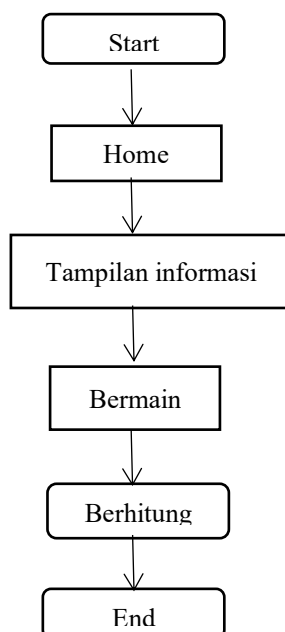 Start
Home
Tampilan informasi
Bermain
Berhitung
End